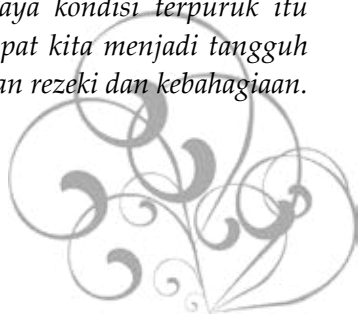 aya kondisi terpuruk itu
pat kita menjadi tangguh
an rezeki dan kebahagiaan.